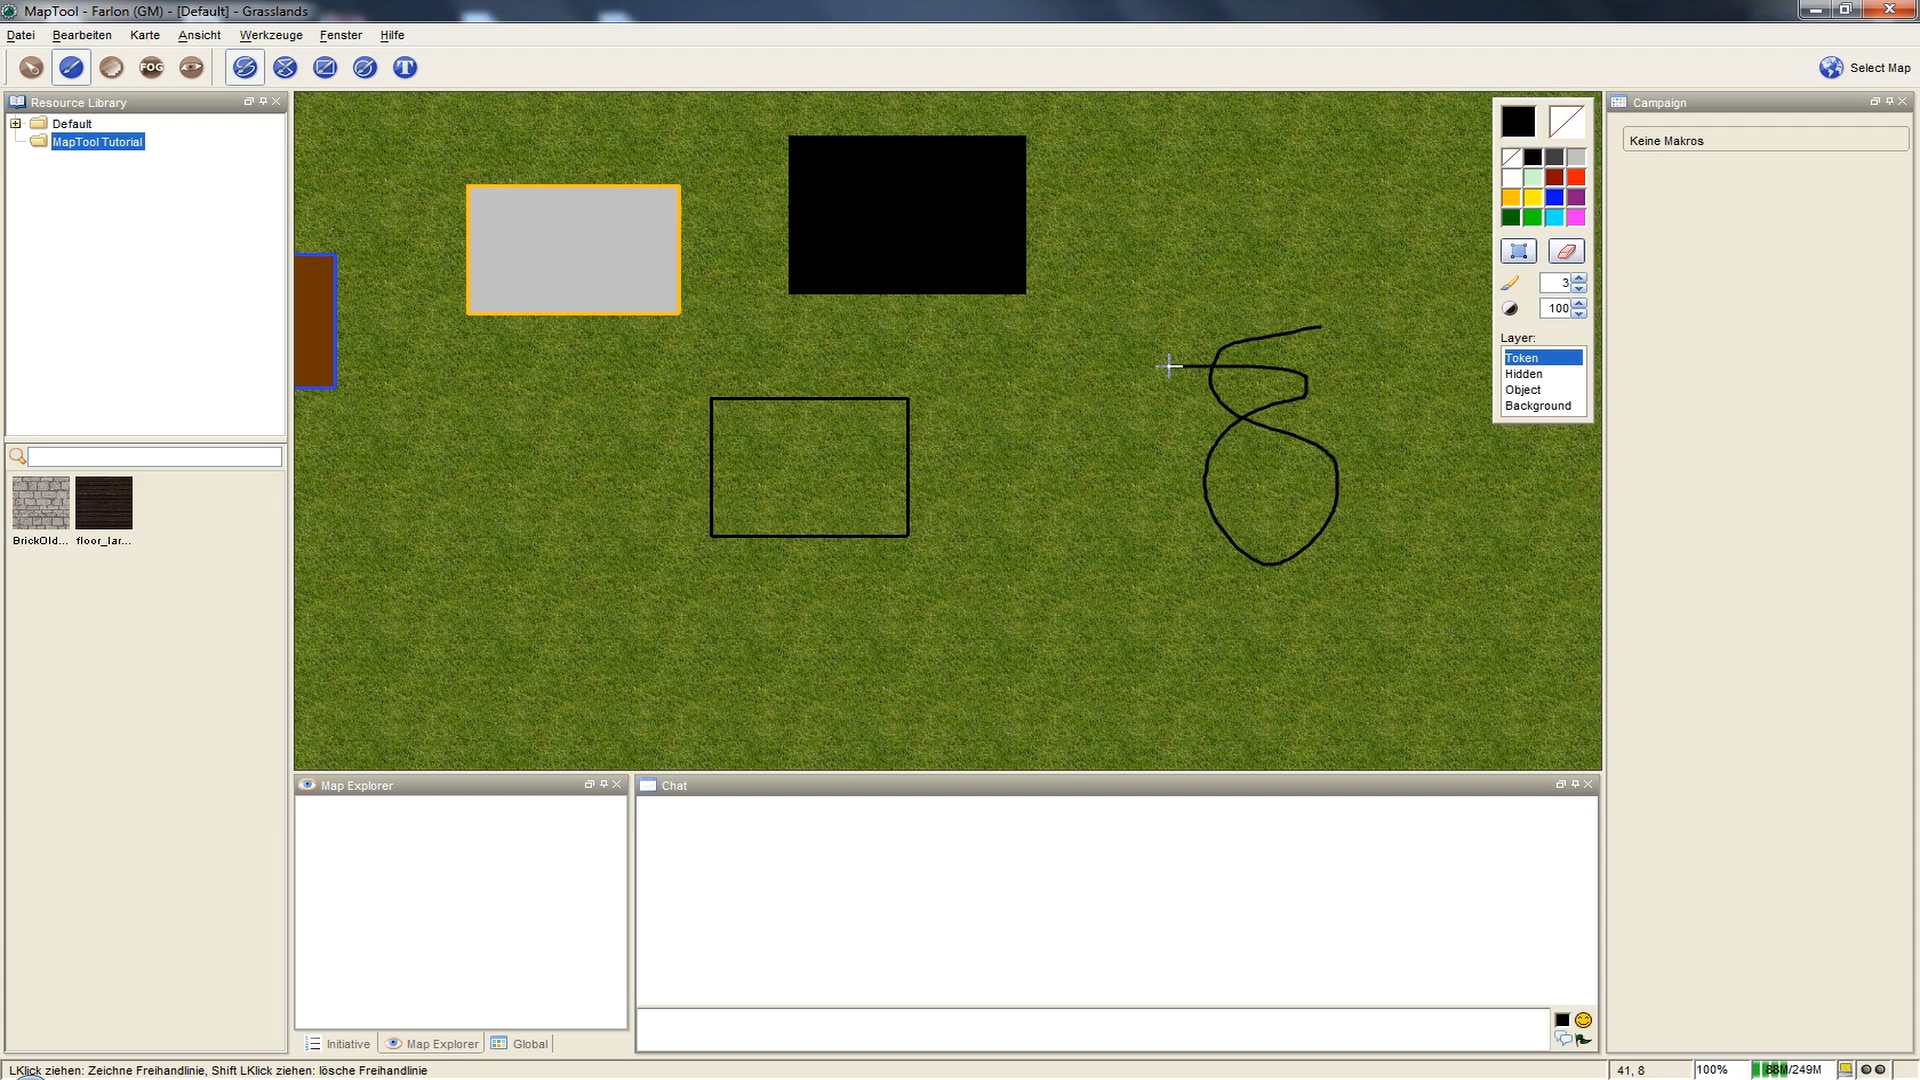 MapTool - Farlon (GM) - [Default] - Grasslands
Datei Bearbeiten Karte Ansicht Werkzeuge Fenster Hilfe
FOG T Select Map
Resource Library
Default
MapTool Tutorial
BrickOld... floor_lar...
3
100
Layer:
Token
Hidden
Object
Background
Campaign
Keine Makros
Map Explorer
Initiative Map Explorer Global
Chat
LKlick ziehen: Zeichne Freihandlinie, Shift LKlick ziehen: lösche Freihandlinie
41, 8 100% 88M/249M